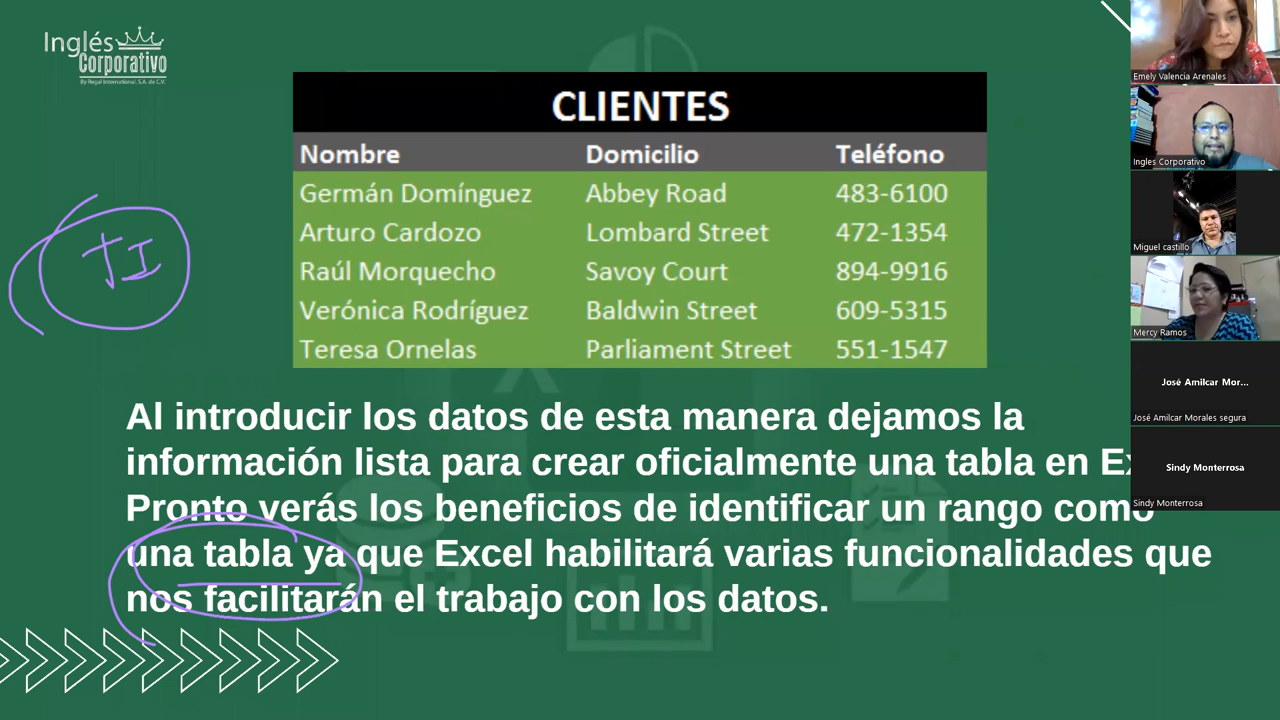 Inglés
Corporativo
By Regal International, S.A. de C.V.
CLIENTES
Nombre Domicilio Teléfono
Germán Domínguez Abbey Road 483-6100
Arturo Cardozo Lombard Street 472-1354
Raúl Morquecho Savoy Court 894-9916
Verónica Rodríguez Baldwin Street 609-5315
Teresa Ornelas Parliament Street 551-1547
TI
Al introducir los datos de esta manera dejamos la
información lista para crear oficialmente una tabla en Ex
Pronto verás los beneficios de identificar un rango como
una tabla ya que Excel habilitará varias funcionalidades que
nos facilitarán el trabajo con los datos.
Emely Valencia Arenales
Ingles Corporativo
Miguel castillo
Mercy Ramos
José Amilcar Mor...
José Amilcar Morales segura
Sindy Monterrosa
Sindy Monterrosa